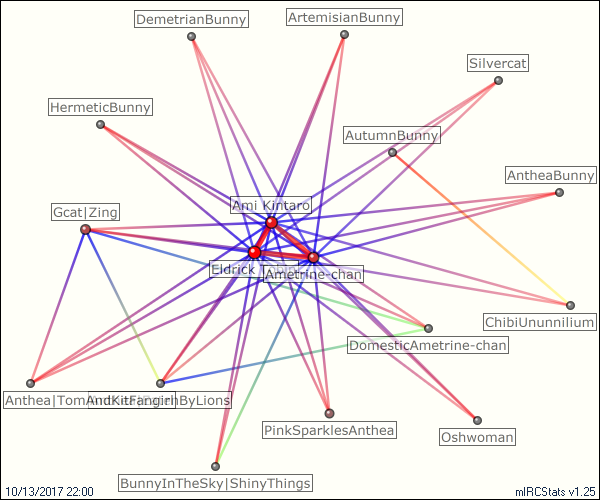 DemetrianBunny
ArtemisianBunny
Silvercat
HermeticBunny
AutumnBunny
AntheaBunny
Ami Kintaro
Gcat|Zing
Eldrick
Ametrine-chan
ChibiUnunnilium
DomesticAmetrine-chan
Anthea|TomAndKitFangirl
ByLions
PinkSparklesAnthea
Oshwoman
BunnyInTheSky|ShinyThings
10/13/2017 22:00
mIRCStats v1.25